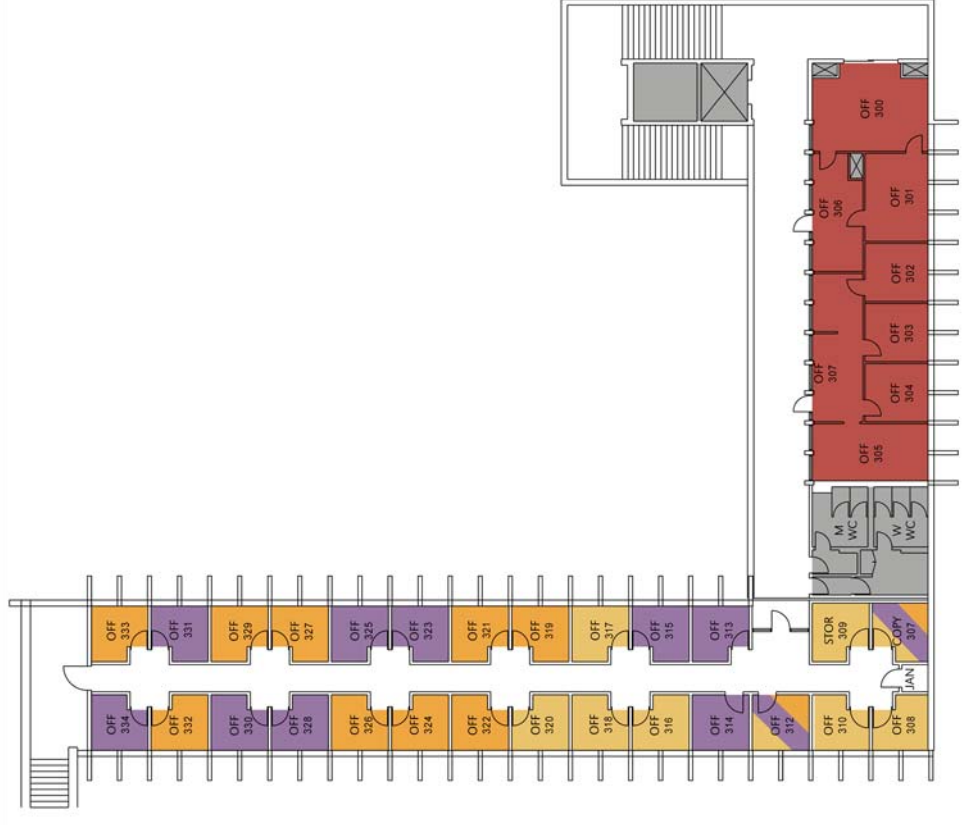 OFF
300
OFF
301
OFF
306
OFF
302
OFF
303
OFF
307
OFF
304
OFF
305
M
WC
W
WC
OFF
333
OFF
331
OFF
329
OFF
327
OFF
325
OFF
323
OFF
321
OFF
319
OFF
317
OFF
315
OFF
313
STOR
309
COPY
307
JAN
OFF
334
OFF
332
OFF
330
OFF
328
OFF
326
OFF
324
OFF
322
OFF
320
OFF
318
OFF
316
OFF
314
OFF
312
OFF
310
OFF
308